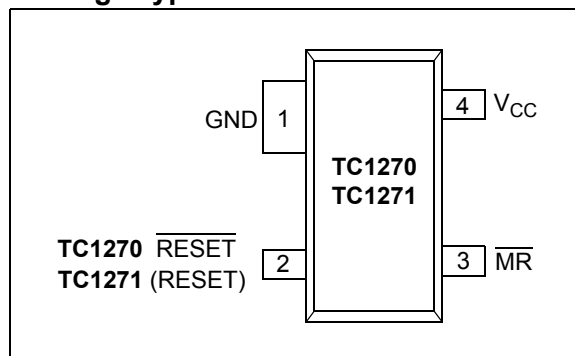 GND 1
4 VCC
TC1270
TC1271
TC1270 RESET
TC1271 (RESET)
2
3 MR